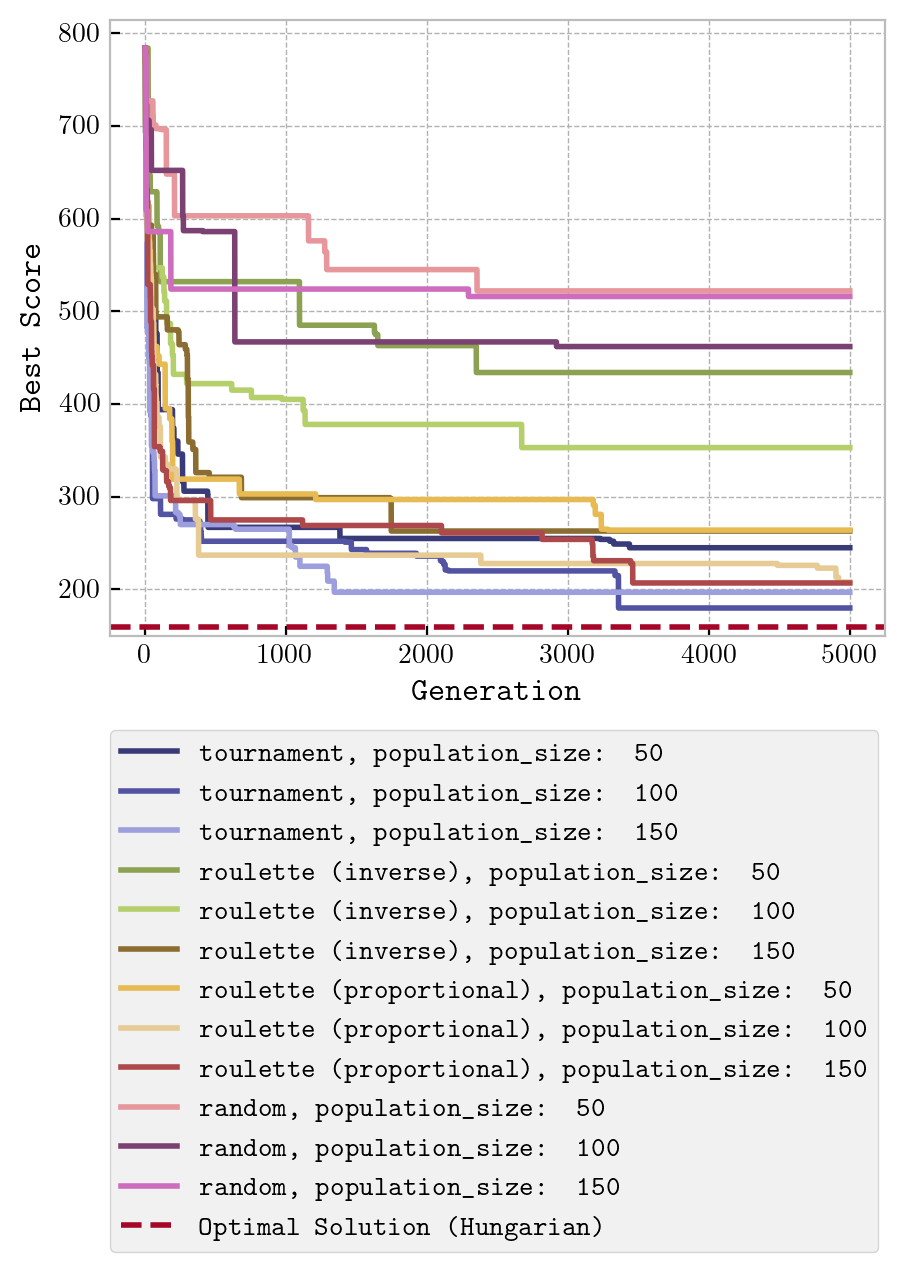 800
700
600
500
400
300
200
Best Score
0
1000
2000
3000
4000
5000
Generation
tournament, population_size: 50
tournament, population_size: 100
tournament, population_size: 150
roulette (inverse), population_size: 50
roulette (inverse), population_size: 100
roulette (inverse), population_size: 150
roulette (proportional), population_size: 50
roulette (proportional), population_size: 100
roulette (proportional), population_size: 150
random, population_size: 50
random, population_size: 100
random, population_size: 150
Optimal Solution (Hungarian)